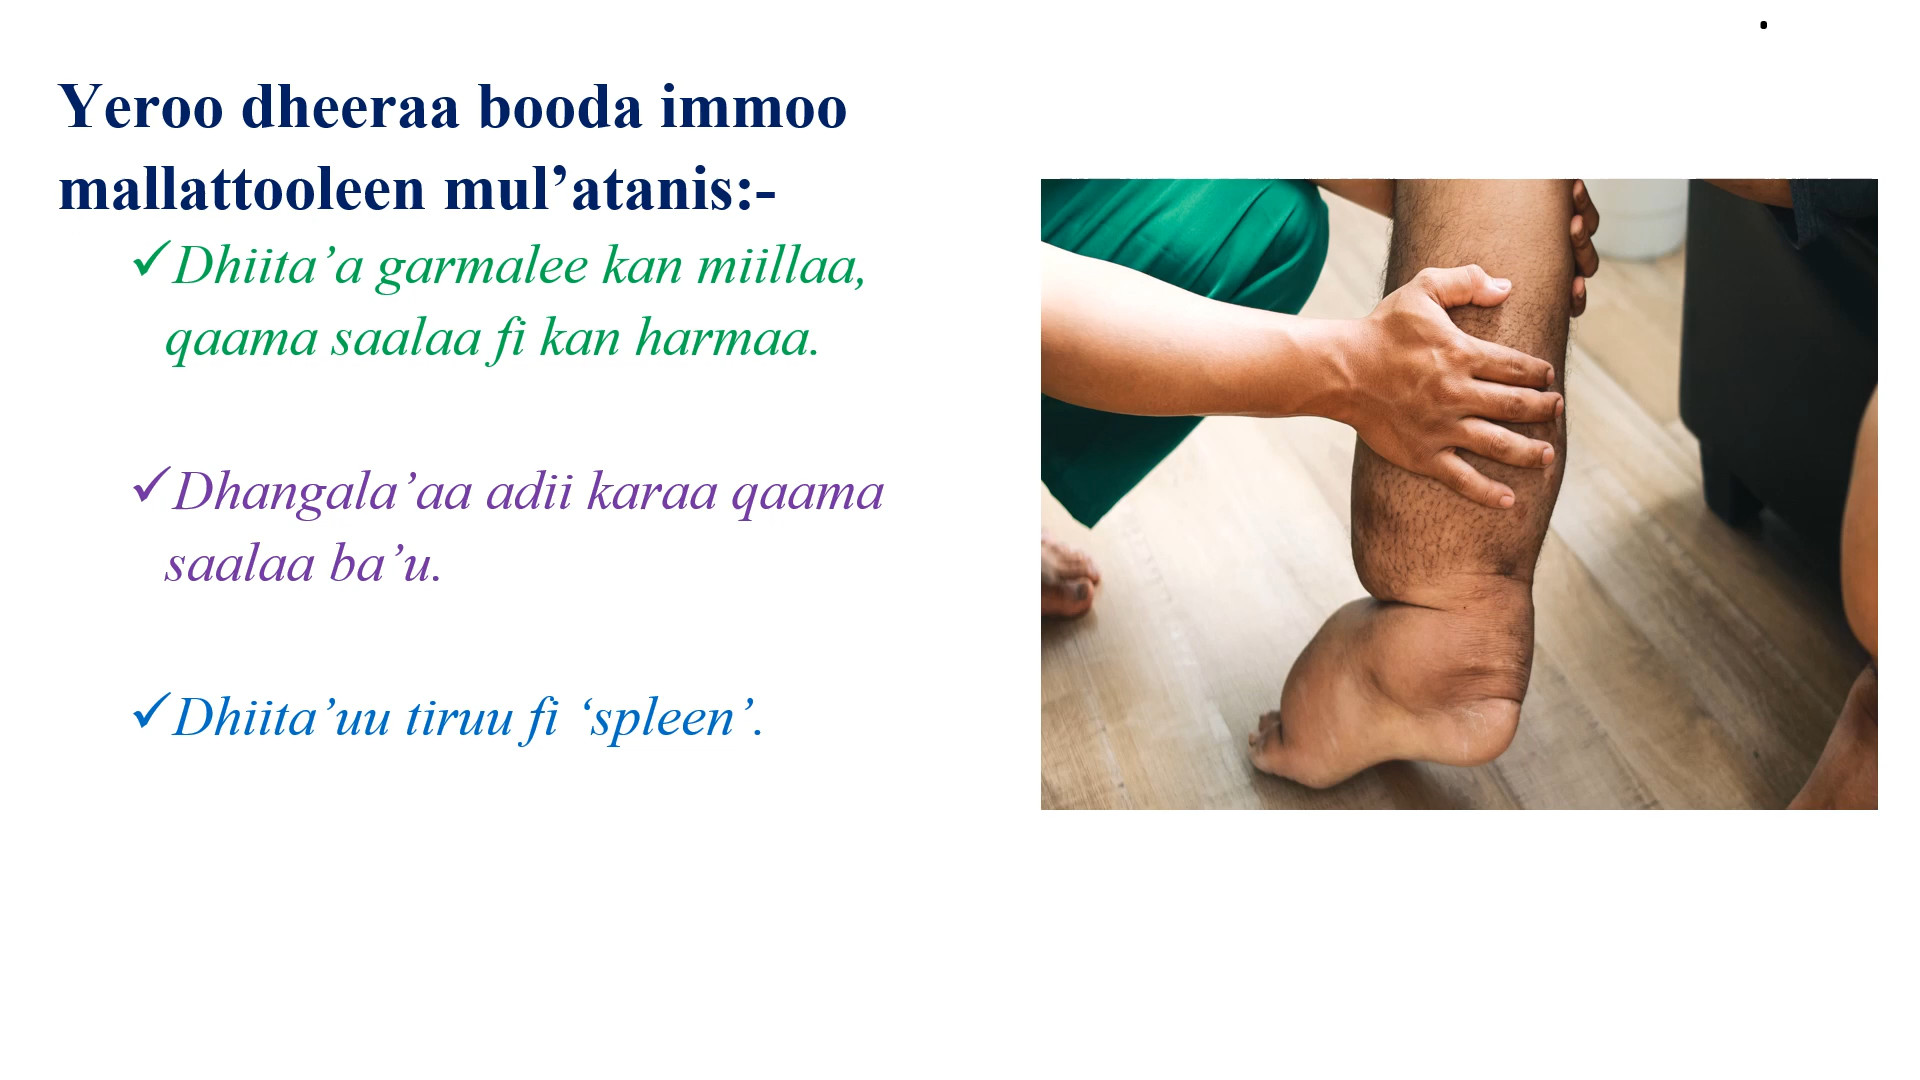 Yeroo dheeraa booda immoo
mallattooleen mul’atanis:-
✓Dhiita’a garmalee kan miillaa,
qaama saalaa fi kan harmaa.
✓Dhangala’aa adii karaa qaama
saalaa ba’u.
✓Dhiita’uu tiruu fi ‘spleen’.